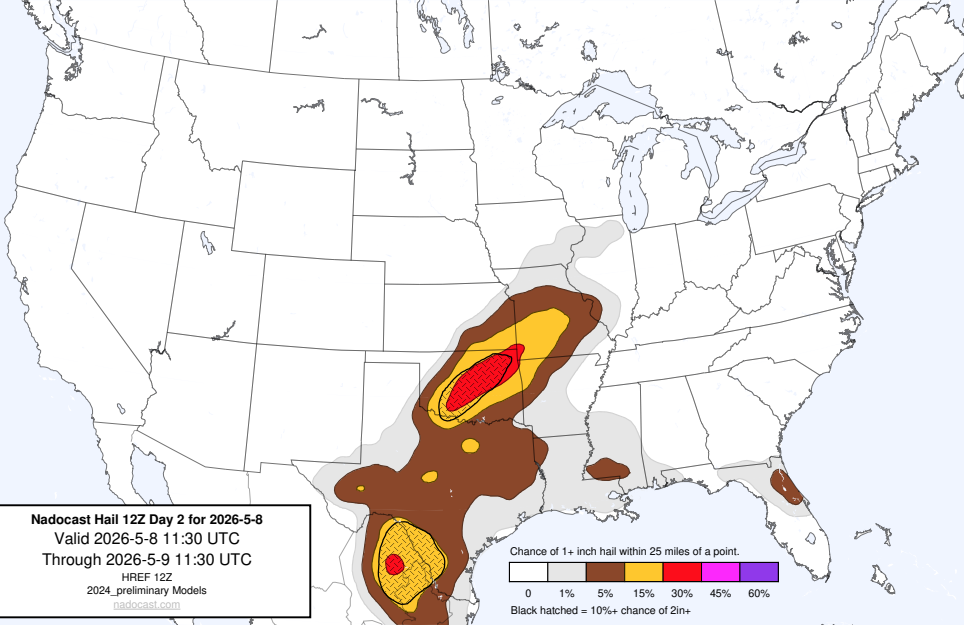 Nadocast Hail 12Z Day 2 for 2026-5-8
Valid 2026-5-8 11:30 UTC
Through 2026-5-9 11:30 UTC
HREF 12Z
2024_preliminary Models
nadocast.com
Chance of 1+ inch hail within 25 miles of a point.
0 1% 5% 15% 30% 45% 60%
Black hatched = 10%+ chance of 2in+